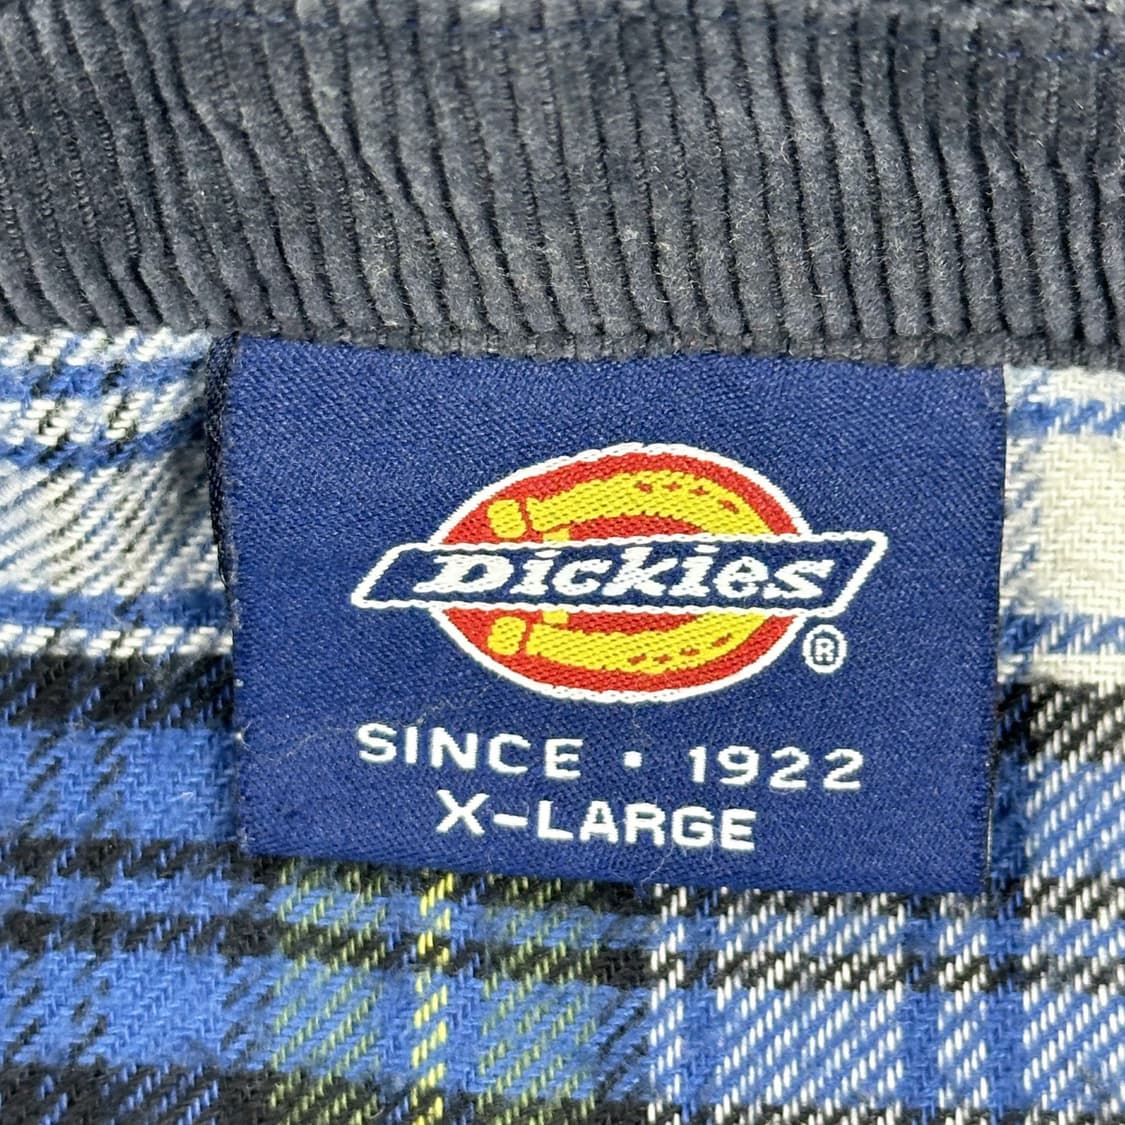 Dickies
®
SINCE • 1922
X-LARGE